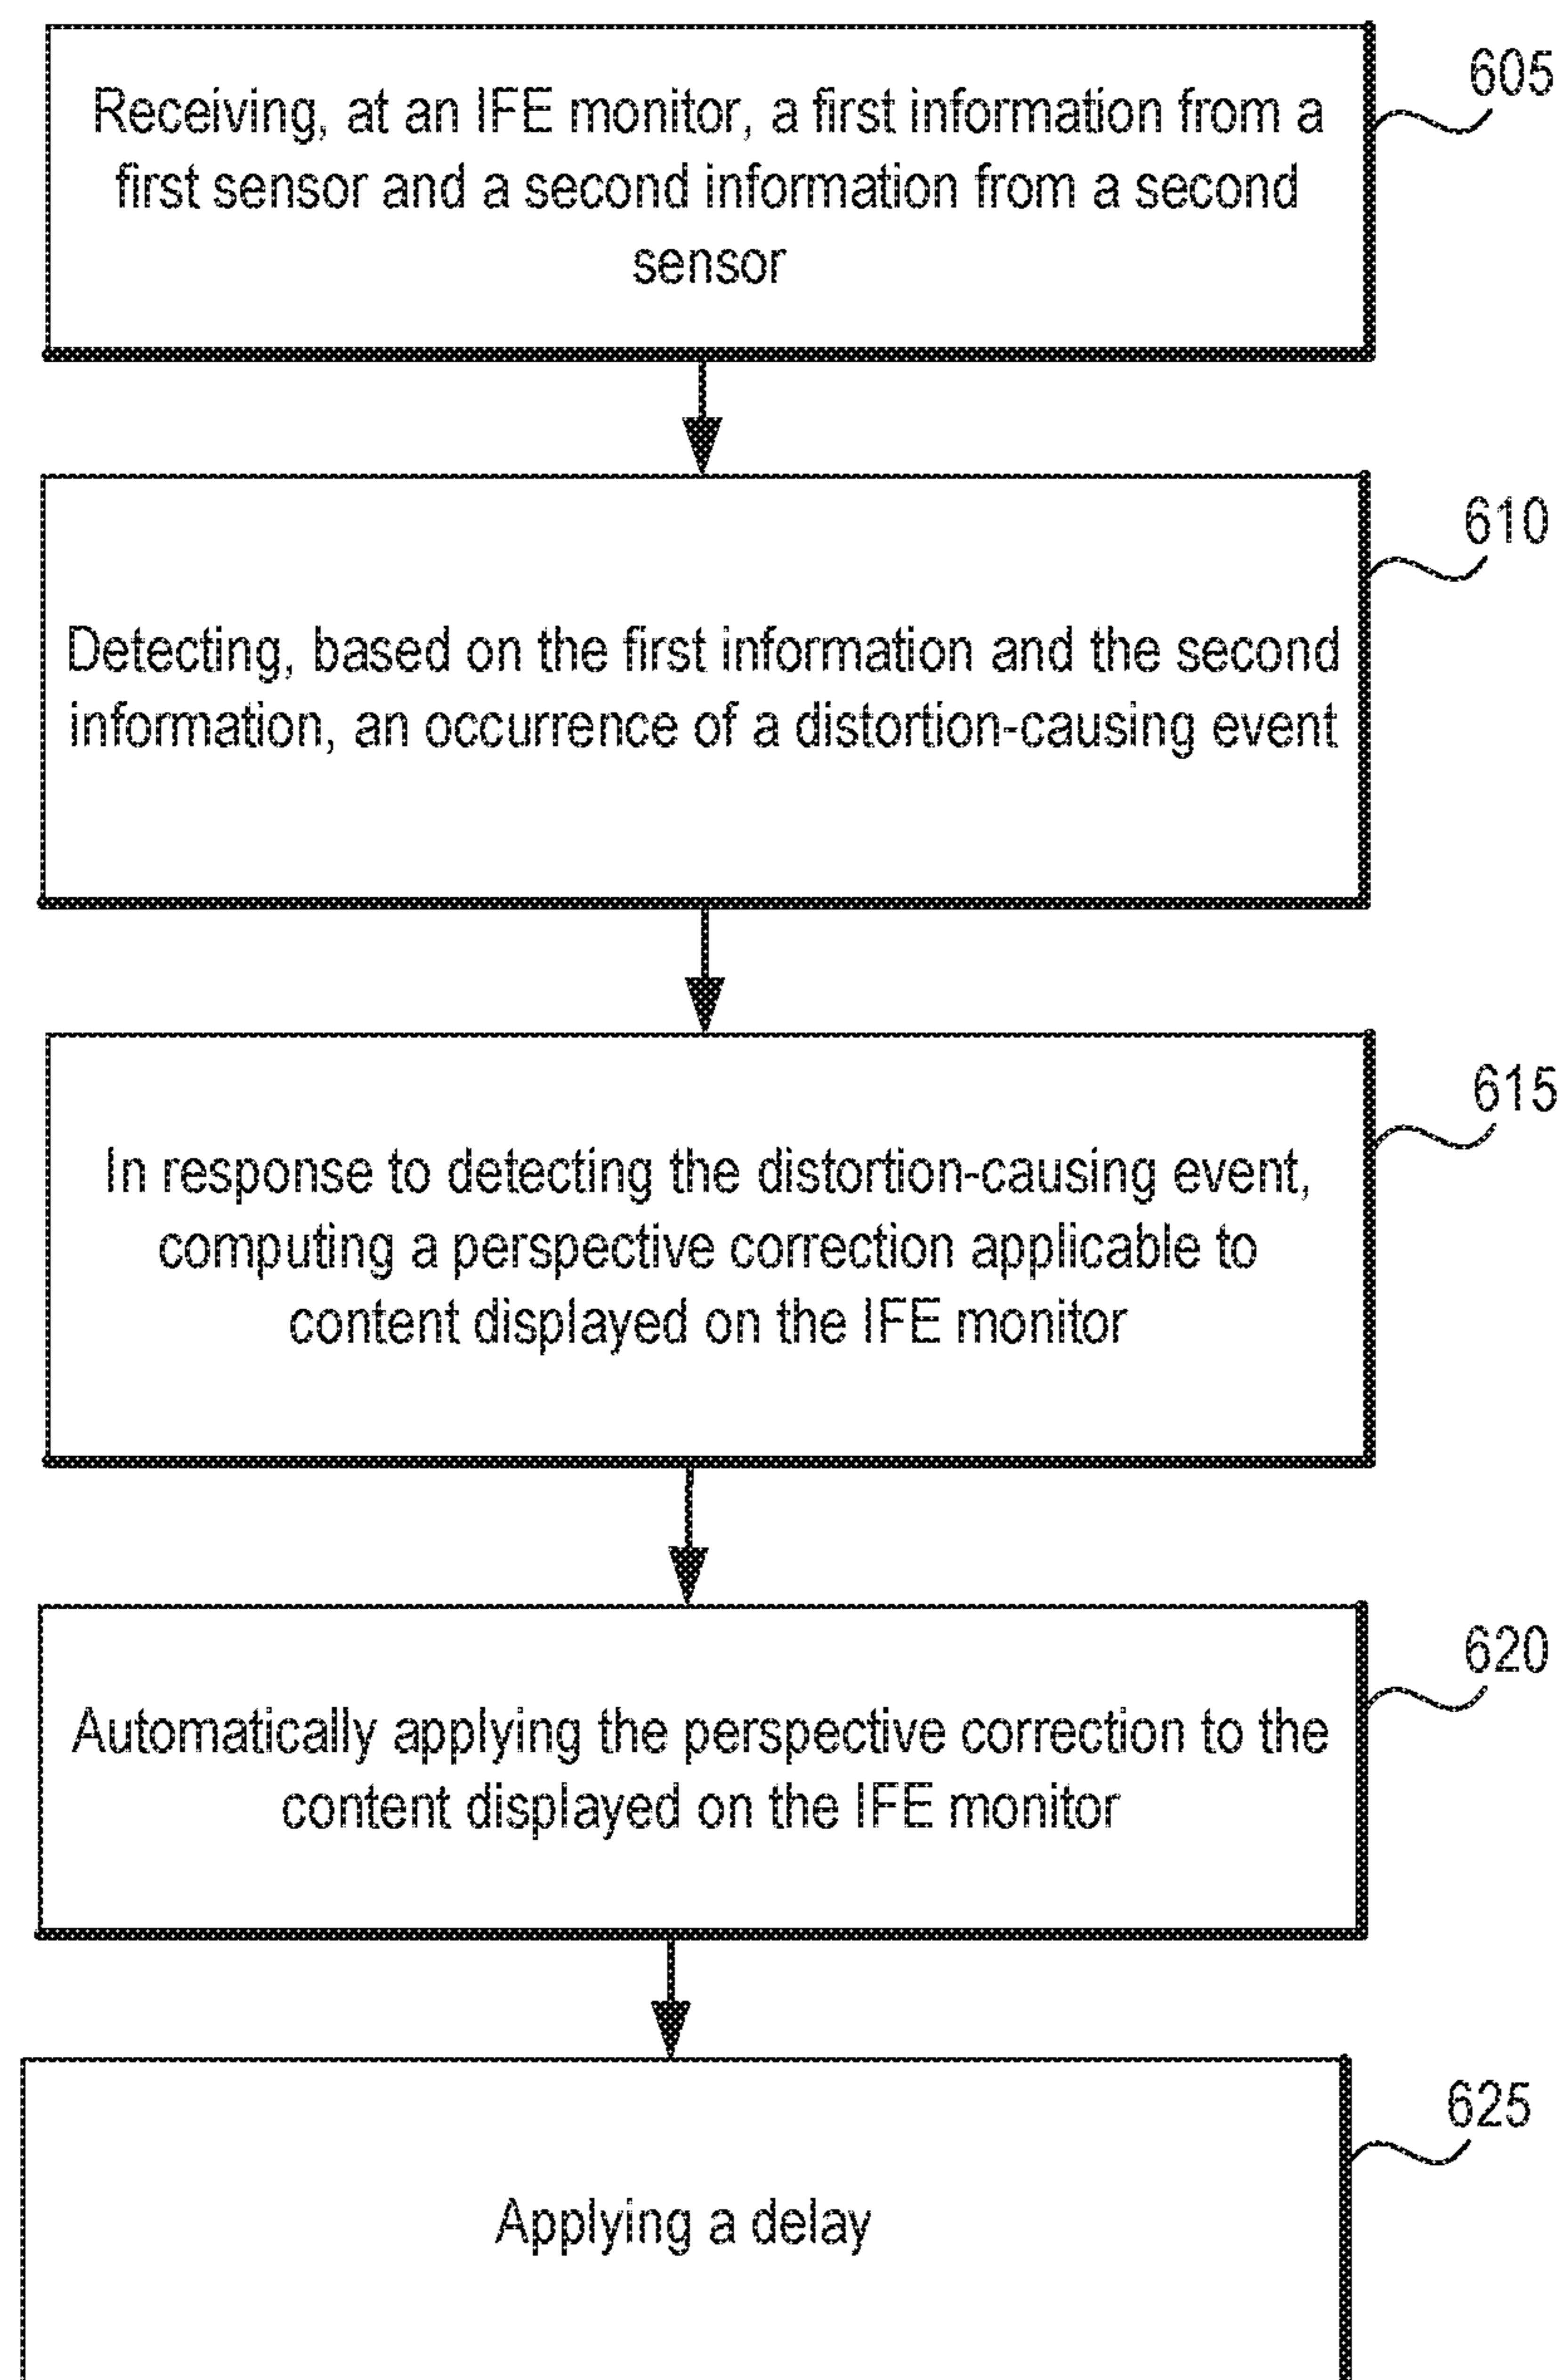 Receiving, at an IFE monitor, a first information from a
first sensor and a second information from a second
sensor
605
Detecting, based on the first information and the second
information, an occurrence of a distortion-causing event
610
In response to detecting the distortion-causing event,
computing a perspective correction applicable to
content displayed on the IFE monitor
615
Automatically applying the perspective correction to the
content displayed on the IFE monitor
620
Applying a delay
625